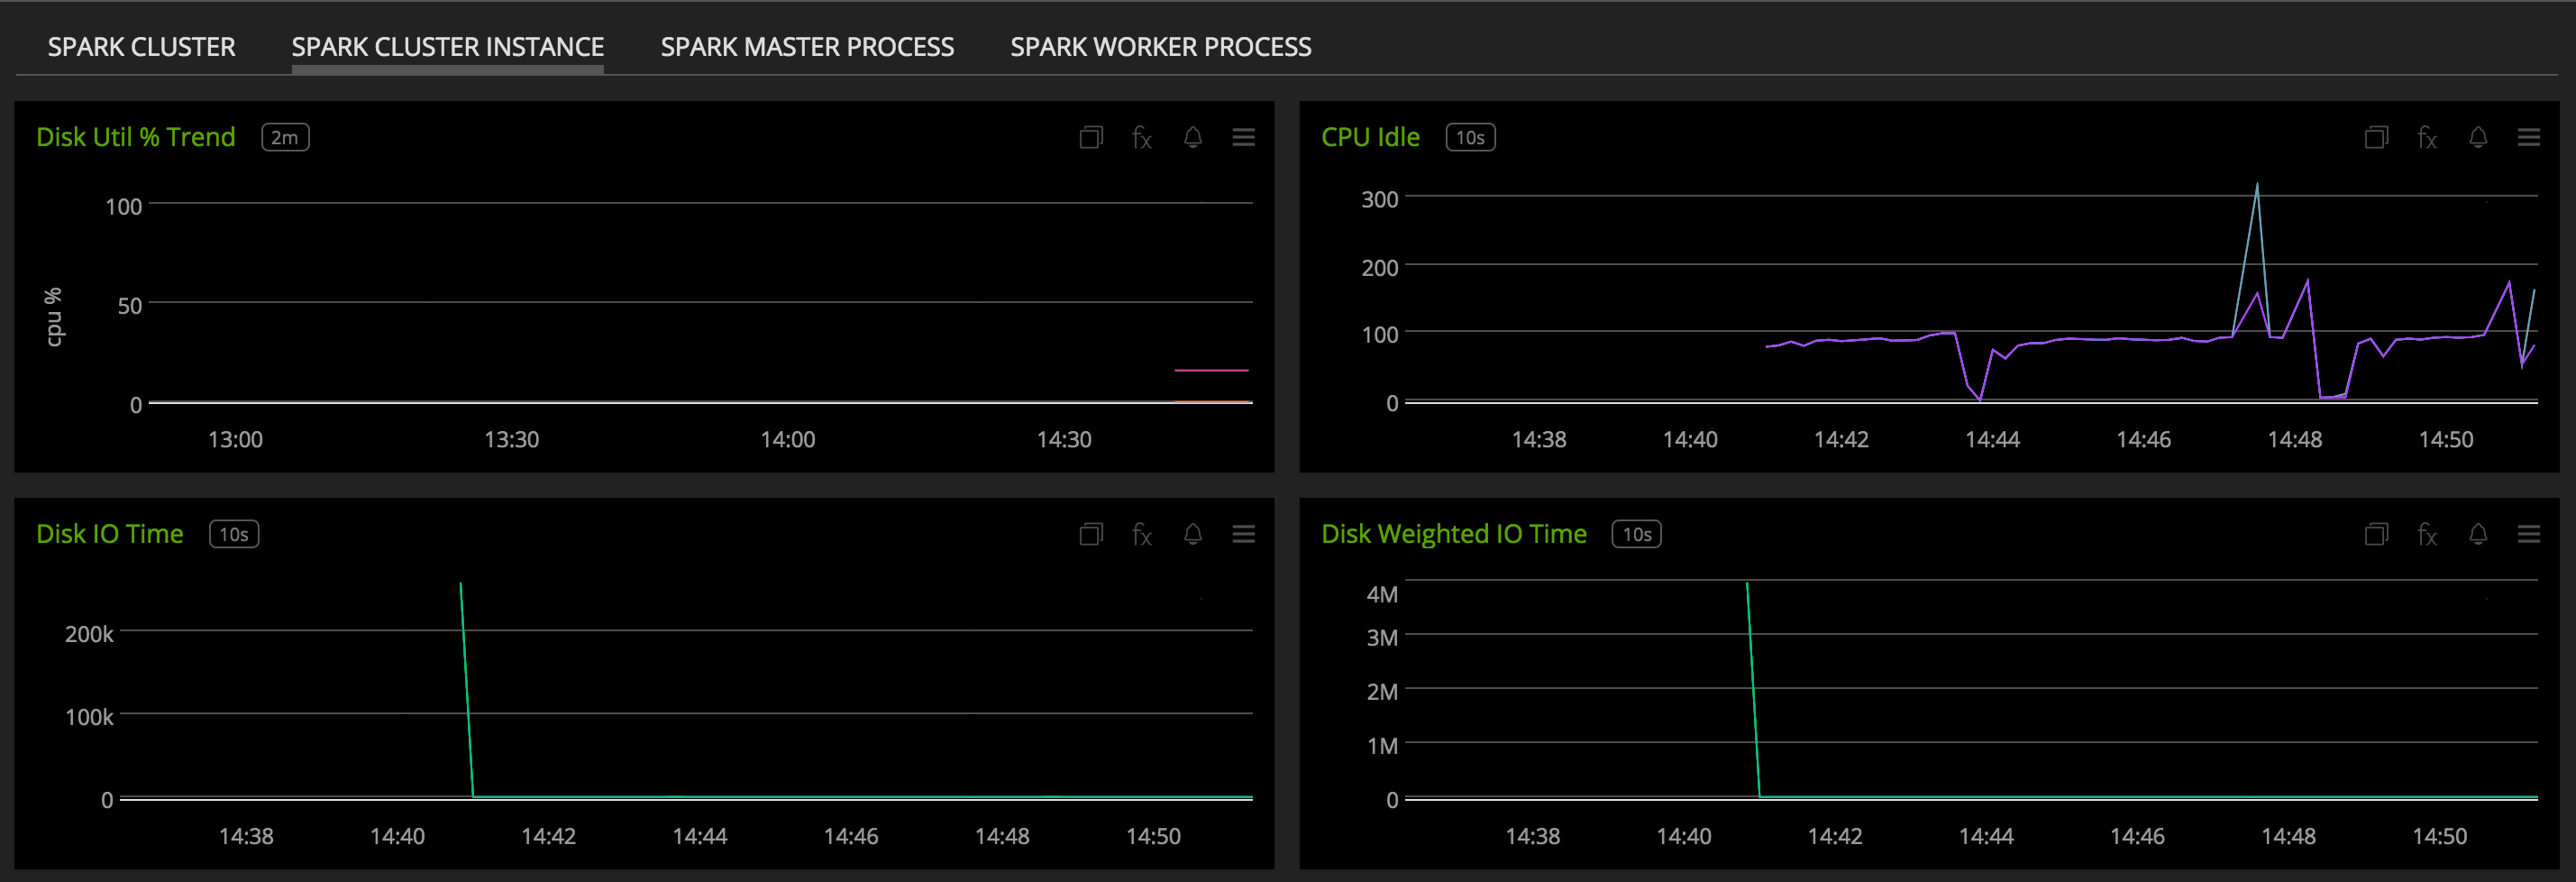 SPARK CLUSTER SPARK CLUSTER INSTANCE SPARK MASTER PROCESS SPARK WORKER PROCESS
Disk Util % Trend 2m
fx
cpu %
100
50
0
13:00 13:30 14:00 14:30
CPU Idle 10s
fx
300
200
100
0
14:38 14:40 14:42 14:44 14:46 14:48 14:50
Disk IO Time 10s
fx
200k
100k
0
14:38 14:40 14:42 14:44 14:46 14:48 14:50
Disk Weighted IO Time 10s
fx
4M
3M
2M
1M
0
14:38 14:40 14:42 14:44 14:46 14:48 14:50